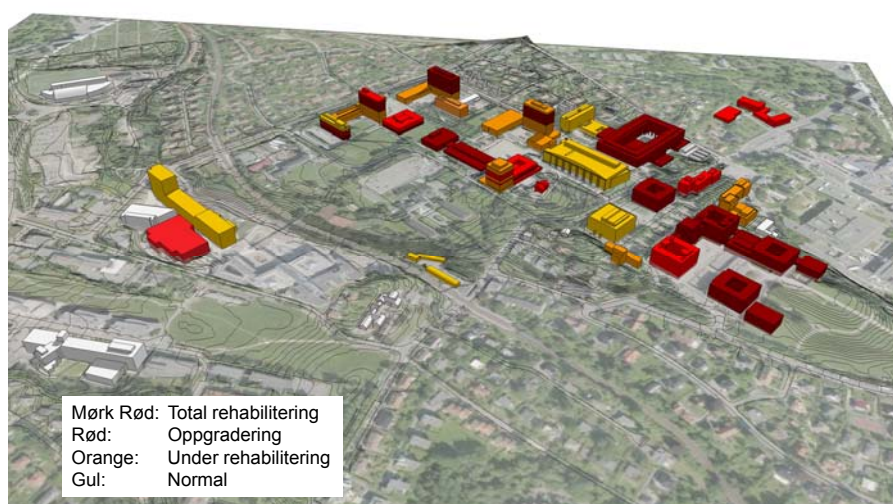 Mørk Rød: Total rehabilitering
Rød: Oppgradering
Orange: Under rehabilitering
Gul: Normal